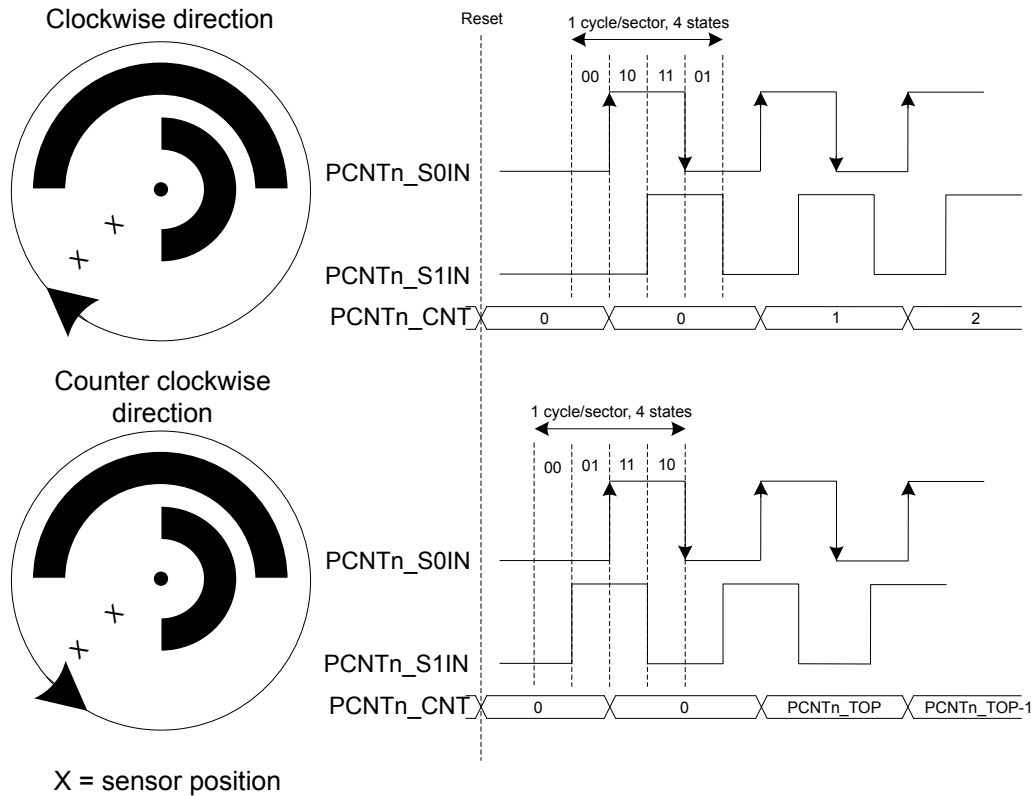 Clockwise direction
X
X
Reset
1 cycle/sector, 4 states
00 10 11 01
PCNTn_S0IN
PCNTn_S1IN
PCNTn_CNT 0 0 1 2
Counter clockwise
direction
X
X
1 cycle/sector, 4 states
00 01 11 10
PCNTn_S0IN
PCNTn_S1IN
PCNTn_CNT 0 0 PCNTn_TOP PCNTn_TOP-1
X = sensor position